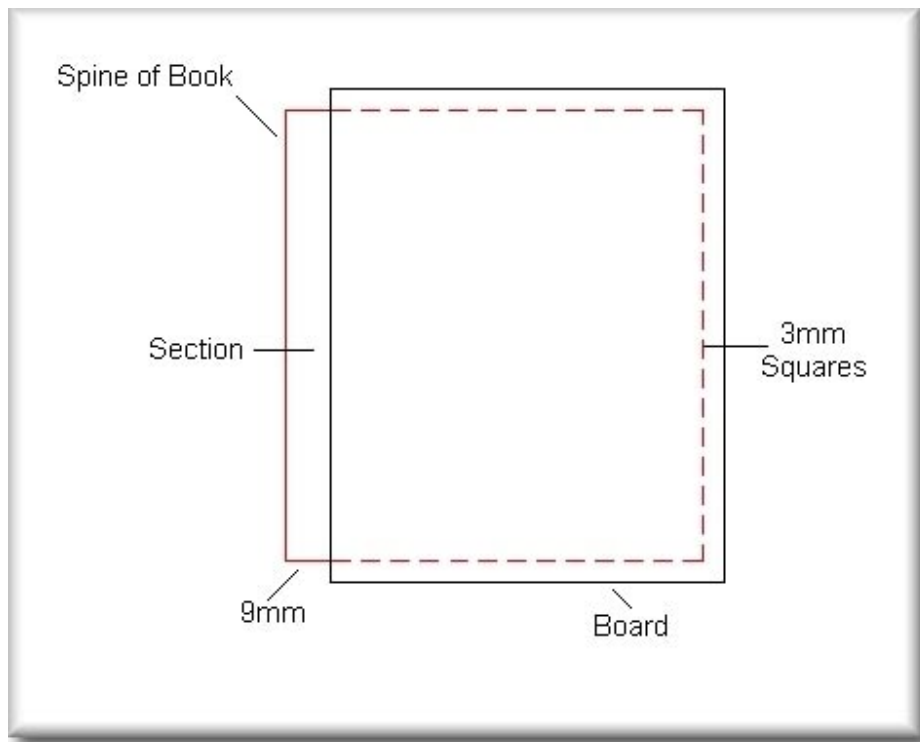 Spine of Book
Section
3mm
Squares
9mm
Board